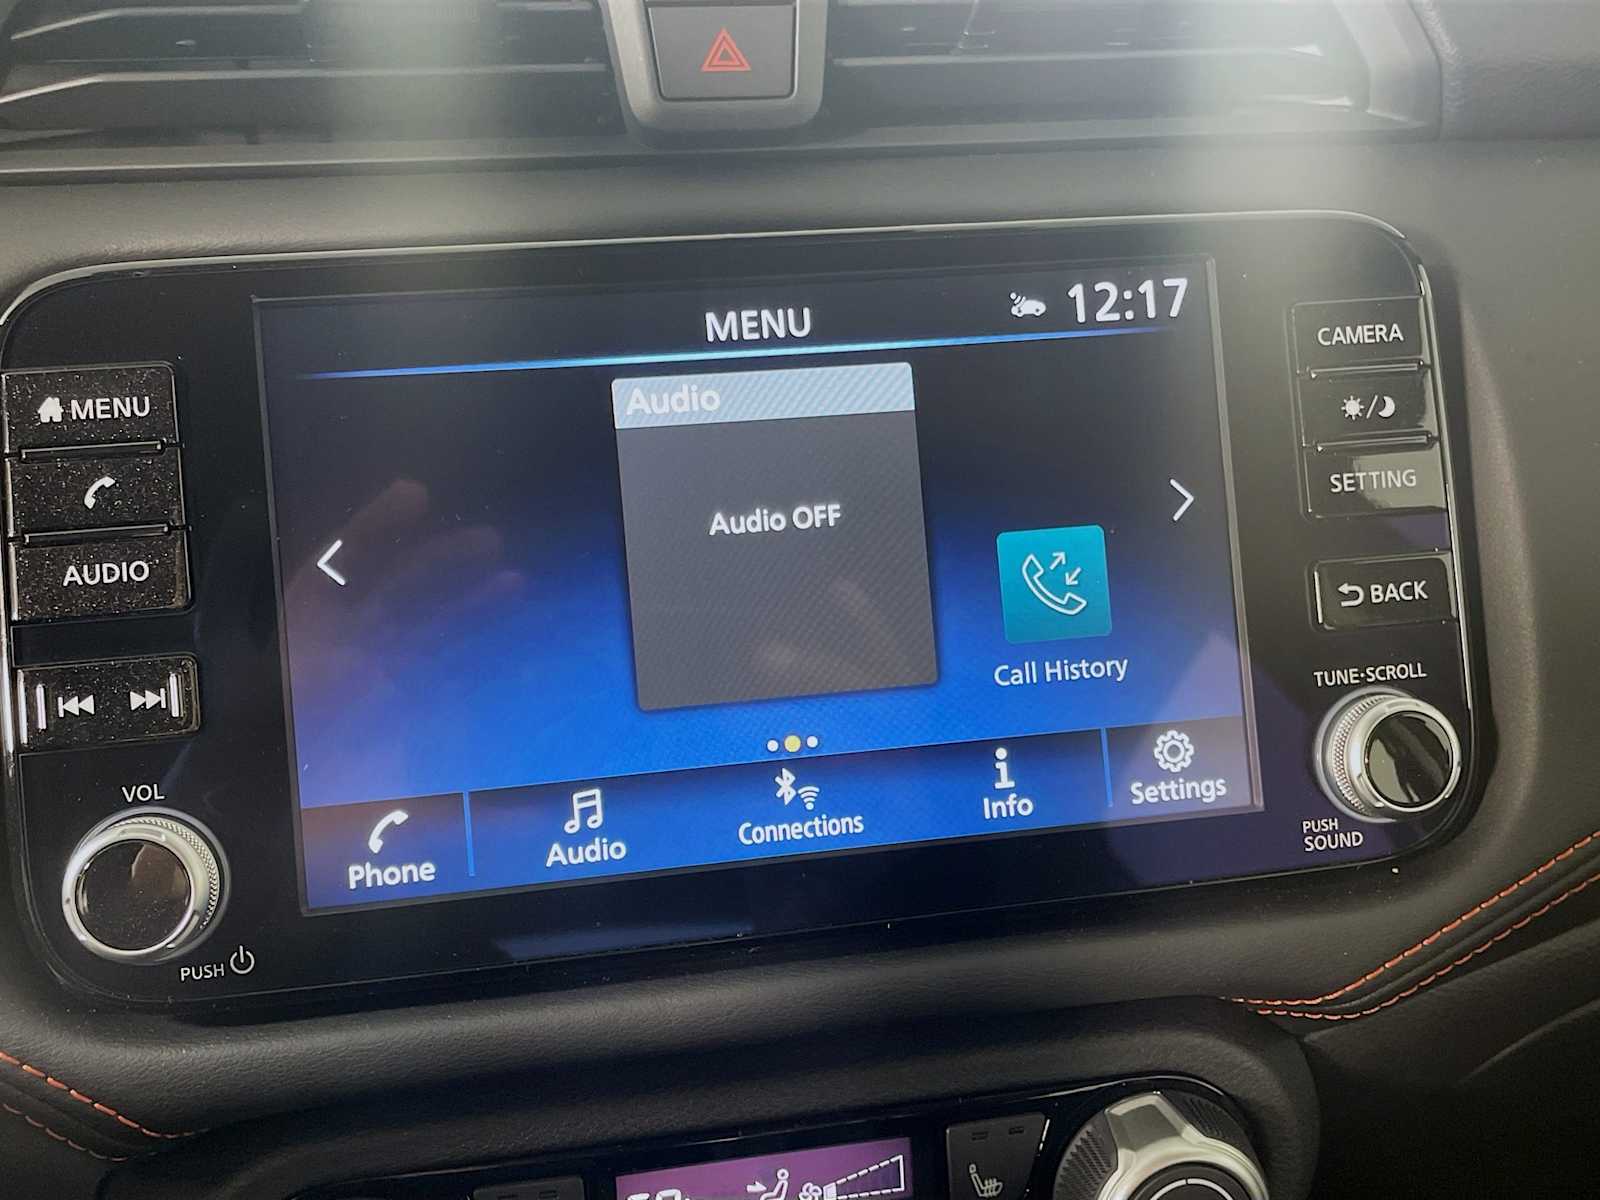 MENU
12:17
MENU
AUDIO
VOL
PUSH
Audio
Audio OFF
Call History
Phone
Audio
Connections
Info
Settings
CAMERA
SETTING
BACK
TUNE·SCROLL
PUSH
SOUND